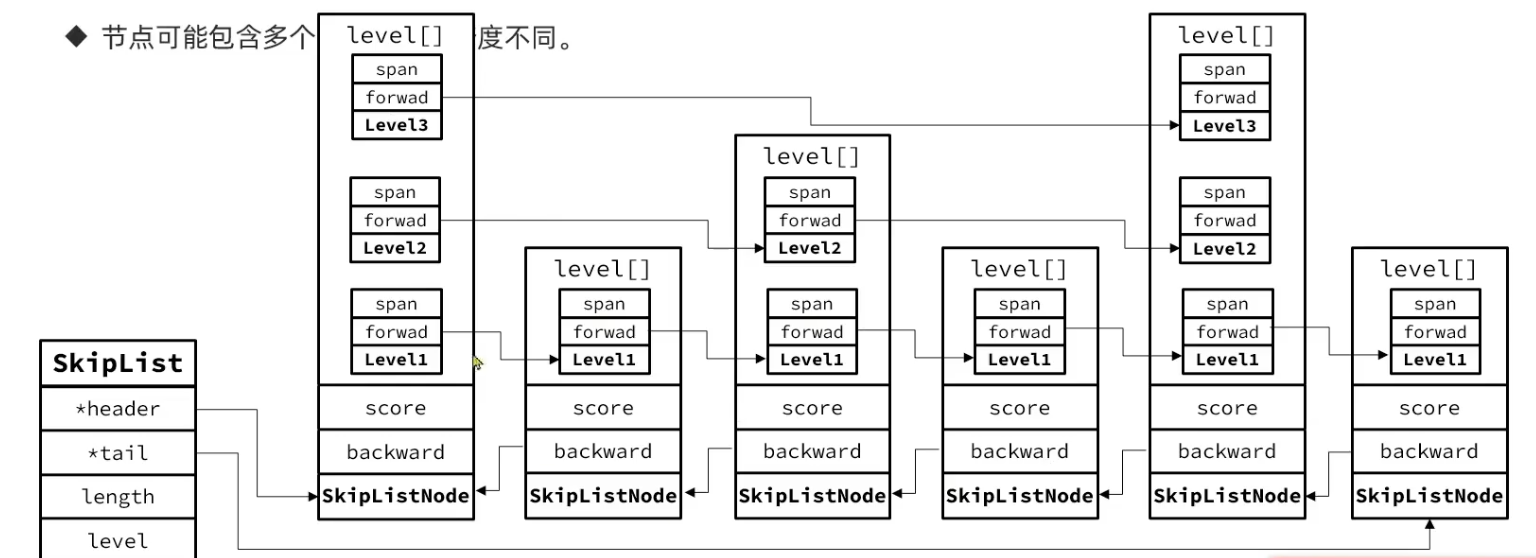 节点可能包含多个
度不同。
level[]
span
forwad
Level3
span
forwad
Level2
span
forwad
Level1
score
backward
SkipListNode
level[]
span
forwad
Level1
score
backward
SkipListNode
level[]
span
forwad
Level2
span
forwad
Level1
score
backward
SkipListNode
level[]
span
forwad
Level1
score
backward
SkipListNode
level[]
span
forwad
Level3
span
forwad
Level2
span
forwad
Level1
score
backward
SkipListNode
level[]
span
forwad
Level1
score
backward
SkipListNode
SkipList
*header
*tail
length
level